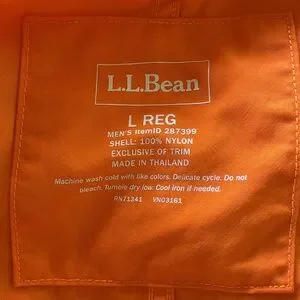 L.L.Bean
L REG
MEN'S ItemID 287399
SHELL: 100% NYLON
EXCLUSIVE OF TRIM
MADE IN THAILAND
Machine wash cold with like colors. Delicate cycle. Do not
bleach. Tumble dry low. Cool iron if needed.
RN71341 VN03161